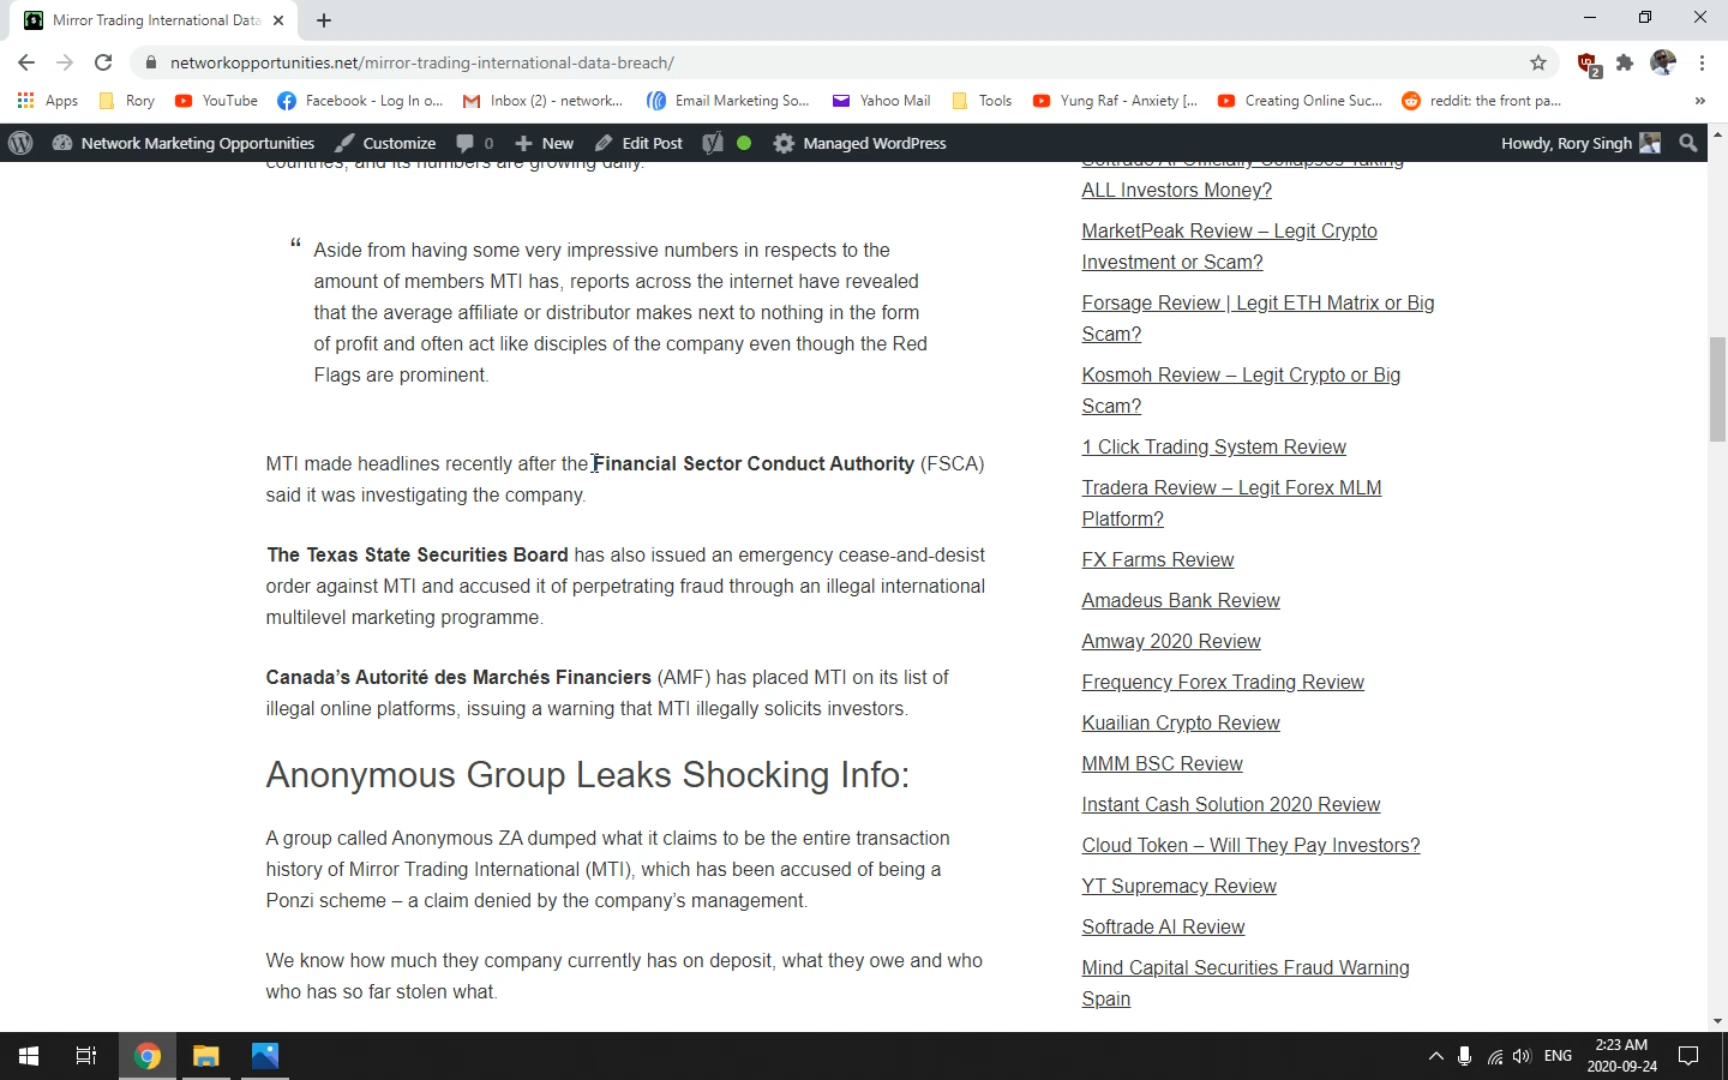 Mirror Trading International Data
networkopportunities.net/mirror-trading-international-data-breach/
2
Apps
Rory
YouTube
Facebook - Log In o...
Inbox (2) - network...
Email Marketing So...
Yahoo Mail
Tools
Yung Raf - Anxiety [...
Creating Online Suc...
reddit: the front pa...
»
Network Marketing Opportunities
Customize
0
New
Edit Post
Managed WordPress
Howdy, Rory Singh
countries, and its numbers are growing daily.
“ Aside from having some very impressive numbers in respects to the
amount of members MTI has, reports across the internet have revealed
that the average affiliate or distributor makes next to nothing in the form
of profit and often act like disciples of the company even though the Red
Flags are prominent.
MTI made headlines recently after the Financial Sector Conduct Authority (FSCA)
said it was investigating the company.
The Texas State Securities Board has also issued an emergency cease-and-desist
order against MTI and accused it of perpetrating fraud through an illegal international
multilevel marketing programme.
Canada’s Autorité des Marchés Financiers (AMF) has placed MTI on its list of
illegal online platforms, issuing a warning that MTI illegally solicits investors.
Anonymous Group Leaks Shocking Info:
A group called Anonymous ZA dumped what it claims to be the entire transaction
history of Mirror Trading International (MTI), which has been accused of being a
Ponzi scheme – a claim denied by the company’s management.
We know how much they company currently has on deposit, what they owe and who
who has so far stolen what.
Softrade AI Officially Collapses Taking
ALL Investors Money?
MarketPeak Review – Legit Crypto
Investment or Scam?
Forsage Review | Legit ETH Matrix or Big
Scam?
Kosmoh Review – Legit Crypto or Big
Scam?
1 Click Trading System Review
Tradera Review – Legit Forex MLM
Platform?
FX Farms Review
Amadeus Bank Review
Amway 2020 Review
Frequency Forex Trading Review
Kuailian Crypto Review
MMM BSC Review
Instant Cash Solution 2020 Review
Cloud Token – Will They Pay Investors?
YT Supremacy Review
Softrade AI Review
Mind Capital Securities Fraud Warning
Spain
ENG
2:23 AM
2020-09-24